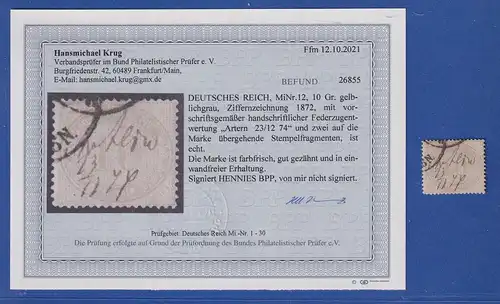 Hansmichael Krug
Ffm 12.10.2021
Verbandsprüfer im Bund Philatelistischer Prüfer e. V.
Burgfriedenstr. 42, 60489 Frankfurt/Main,
E-Mail: hansmichael.krug@gmx.de
BEFUND 26855
DEUTSCHES REICH, MiNr.12, 10 Gr. gelb-
lichgrau, Ziffernzeichnung 1872, mit vor-
schriftsgemäßer handschriftlicher Federzugent-
wertung „Artern 23/12 74" und zwei auf die
Marke übergehende Stempelfragmenten, ist
echt.
Die Marke ist farbfrisch, gut gezähnt und in ein-
wandfreier Erhaltung.
Signiert HENNIES BPP, von mir nicht signiert.
Prüfgebiet: Deutsches Reich Mi.-Nr. 1 - 30
Die Prüfung erfolgte auf Grund der Prüfordnung des Bundes Philatelistischer Prüfer e. V.